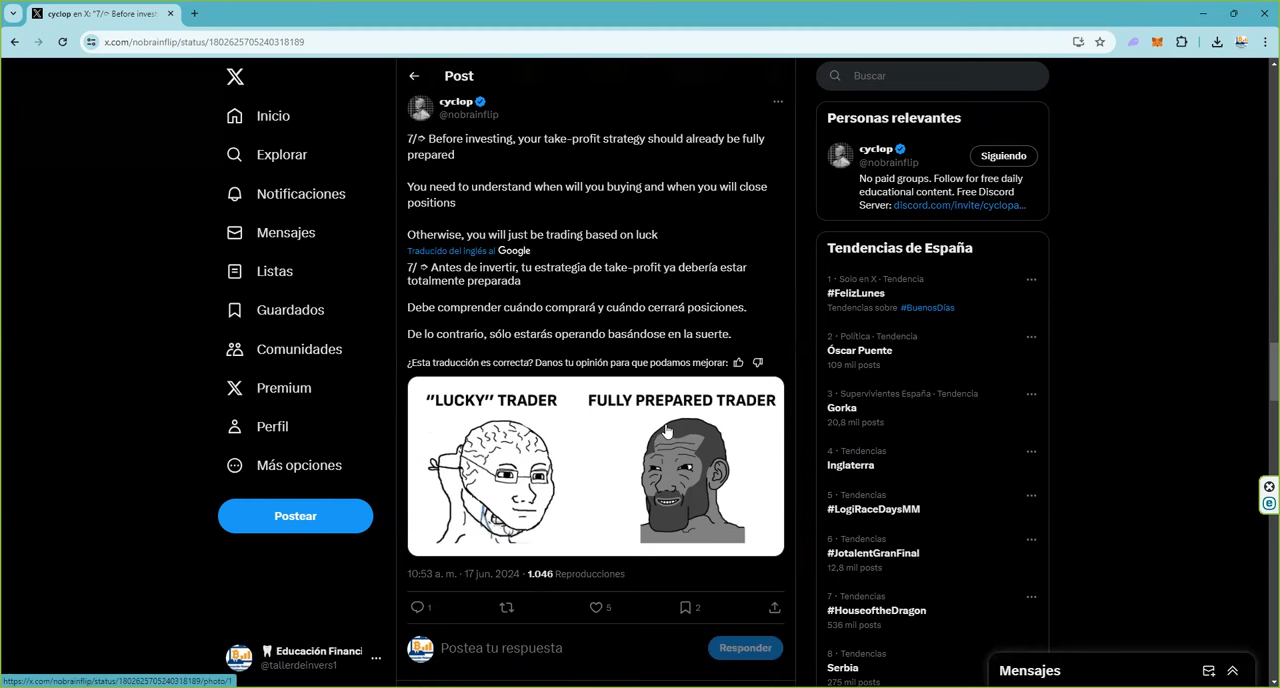 cyclop en X: "7/➮ Before invest
x.com/nobrainflip/status/1802625705240318189
Inicio
Explorar
Notificaciones
Mensajes
Listas
Guardados
Comunidades
Premium
Perfil
Más opciones
Postear
Educación Financi
@tallerdeinvers1
https://x.com/nobrainflip/status/1802625705240318189/photo/1
Post
cyclop
@nobrainflip
7/➮ Before investing, your take-profit strategy should already be fully
prepared
You need to understand when will you buying and when you will close
positions
Otherwise, you will just be trading based on luck
Traducido del inglés al Google
7/ ➮ Antes de invertir, tu estrategia de take-profit ya debería estar
totalmente preparada
Debe comprender cuándo comprará y cuándo cerrará posiciones.
De lo contrario, sólo estarás operando basándose en la suerte.
¿Esta traducción es correcta? Danos tu opinión para que podamos mejorar:
"LUCKY" TRADER
FULLY PREPARED TRADER
10:53 a. m. · 17 jun. 2024 · 1.046 Reproducciones
1
5
2
Postea tu respuesta
Responder
Buscar
Personas relevantes
cyclop
@nobrainflip
Siguiendo
No paid groups. Follow for free daily
educational content. Free Discord
Server: discord.com/invite/cyclopa...
Tendencias de España
1 · Solo en X · Tendencia
#FelizLunes
Tendencias sobre #BuenosDías
2 · Política · Tendencia
Óscar Puente
109 mil posts
3 · Supervivientes España · Tendencia
Gorka
20,8 mil posts
4 · Tendencias
Inglaterra
5 · Tendencias
#LogiRaceDaysMM
6 · Tendencias
#JotalentGranFinal
12,8 mil posts
7 · Tendencias
#HouseoftheDragon
536 mil posts
8 · Tendencias
Serbia
275 mil posts
Mensajes